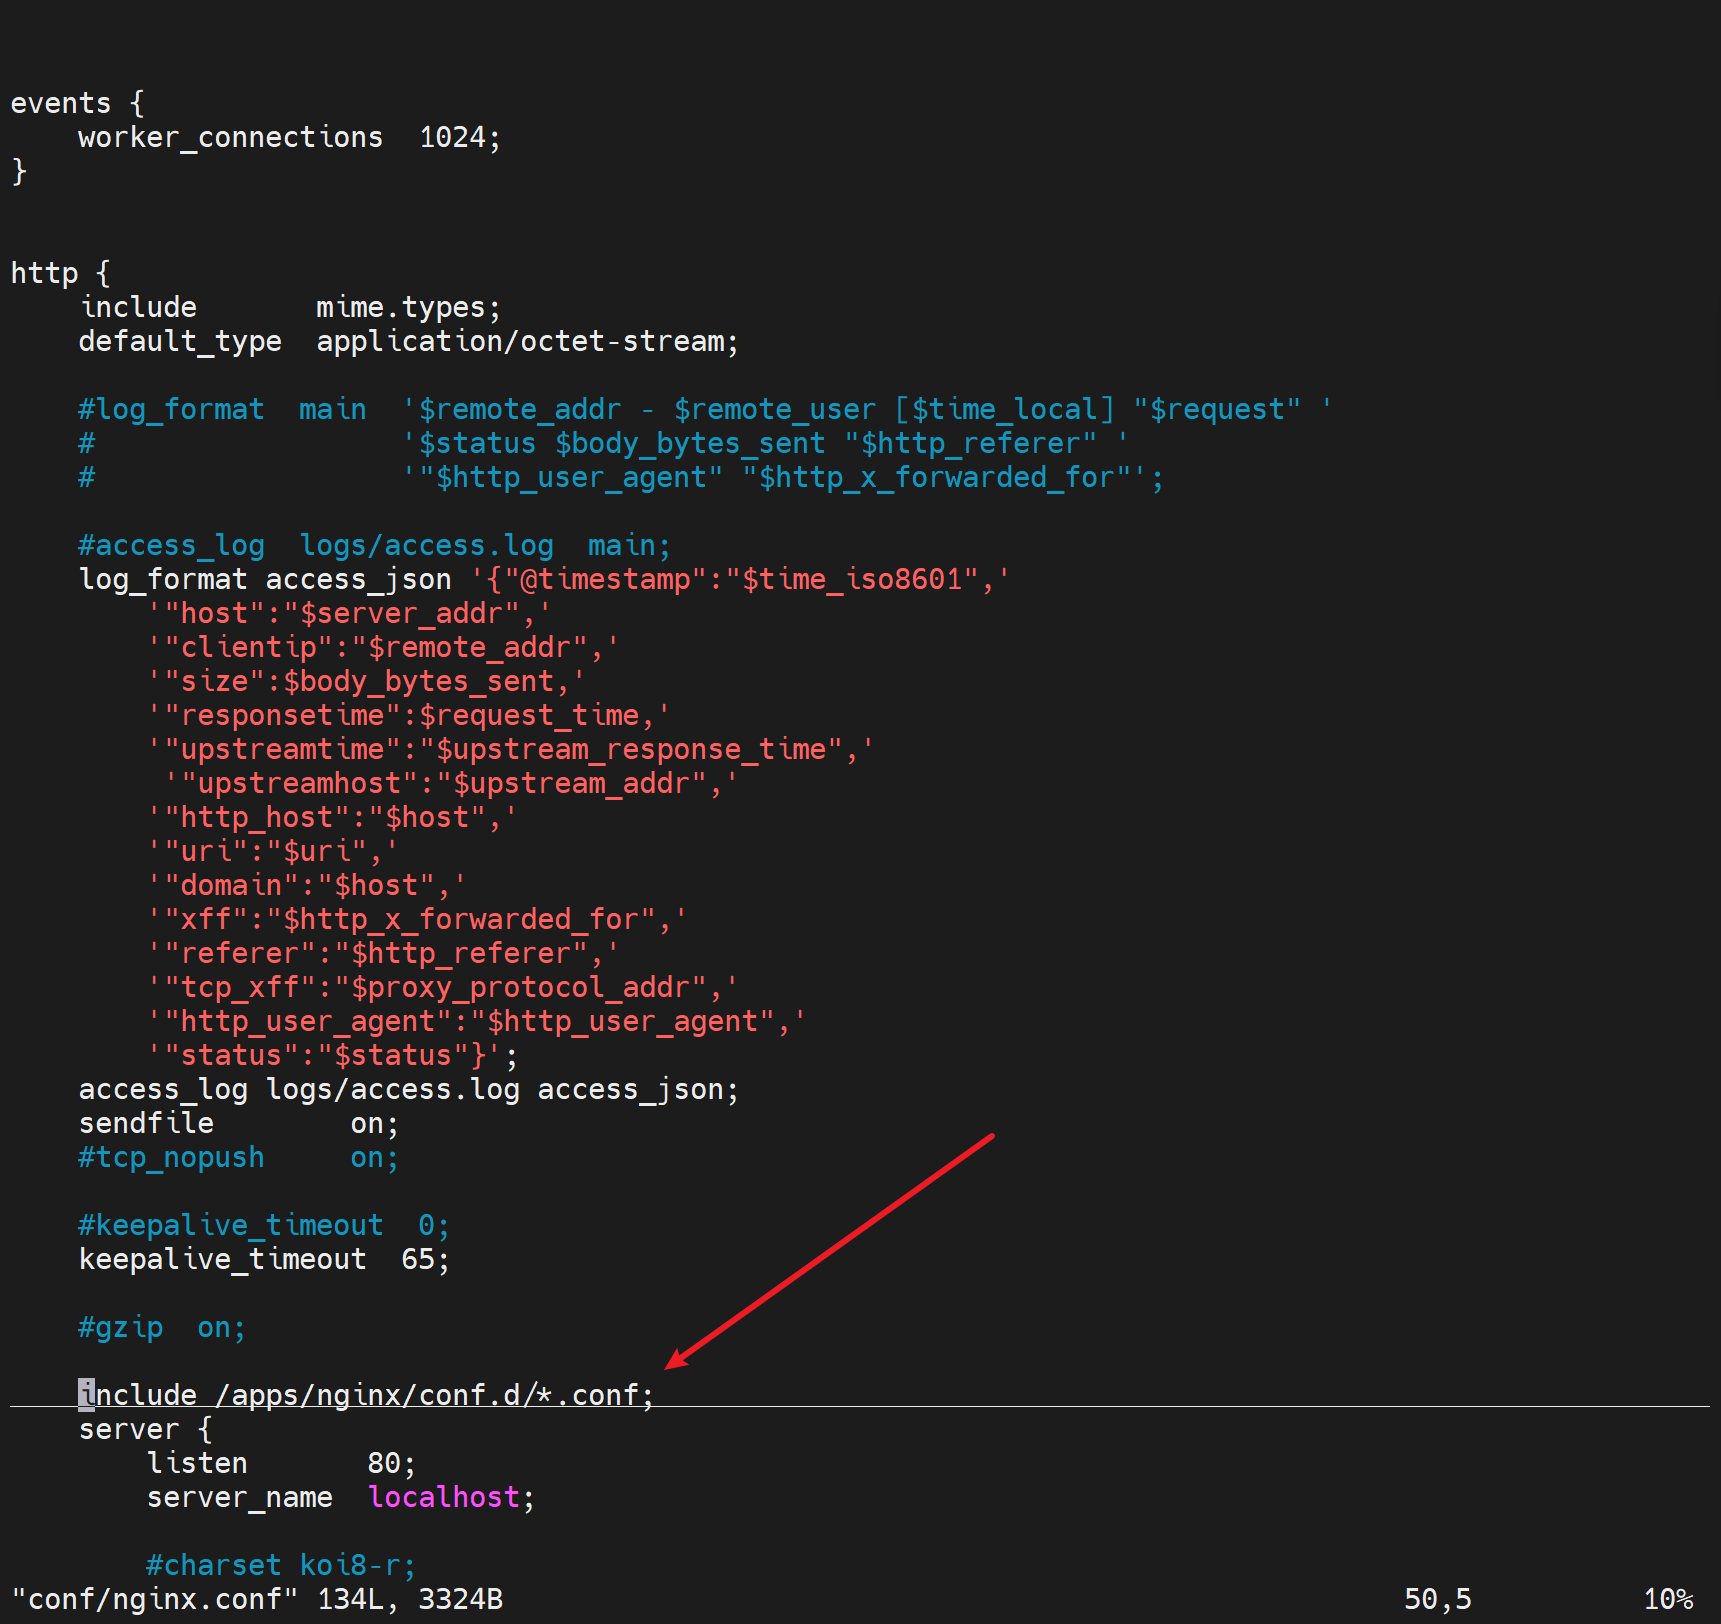 events {
    worker_connections  1024;
}
http {
    include       mime.types;
    default_type  application/octet-stream;
    #log_format  main  '$remote_addr - $remote_user [$time_local] "$request" '
    #                  '$status $body_bytes_sent "$http_referer" '
    #                  '"$http_user_agent" "$http_x_forwarded_for"';
    #access_log  logs/access.log  main;
    log_format access_json '{"@timestamp":"$time_iso8601",'
        '"host":"$server_addr",'
        '"clientip":"$remote_addr",'
        '"size":$body_bytes_sent,'
        '"responsetime":$request_time,'
        '"upstreamtime":"$upstream_response_time",'
         '"upstreamhost":"$upstream_addr",'
        '"http_host":"$host",'
        '"uri":"$uri",'
        '"domain":"$host",'
        '"xff":"$http_x_forwarded_for",'
        '"referer":"$http_referer",'
        '"tcp_xff":"$proxy_protocol_addr",'
        '"http_user_agent":"$http_user_agent",'
        '"status":"$status"}';
    access_log logs/access.log access_json;
    sendfile        on;
    #tcp_nopush     on;
    #keepalive_timeout  0;
    keepalive_timeout  65;
    #gzip  on;
    include /apps/nginx/conf.d/*.conf;
    server {
        listen       80;
        server_name  localhost;
        #charset koi8-r;
"conf/nginx.conf" 134L, 3324B 50,5 10%